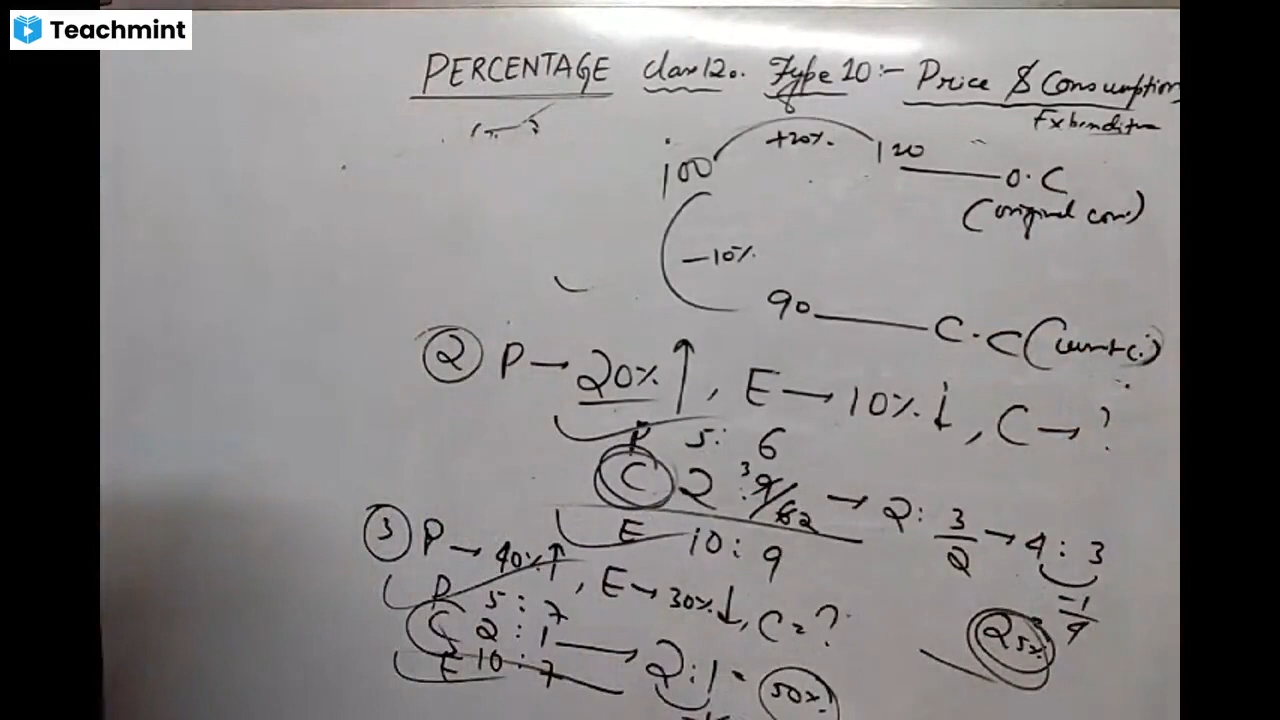 Teachmint
PERCENTAGE Class 12. Type 10:- Price & Consumption
Expenditure
100 +20% 120 — O.C
(original con.)
-10%
90 — C.C
② P → 20% ↑, E → 10% ↓, C → ?
P 5 : 6
C 2 : 9/6 → 2 : 3/2 → 4 : 3
E 10 : 9
-1/4
25%
③ P → 40% ↑, E → 30% ↓, C = ?
P 5 : 7
C 2 : 1 → 2 : 1 = 50%
E 10 : 7